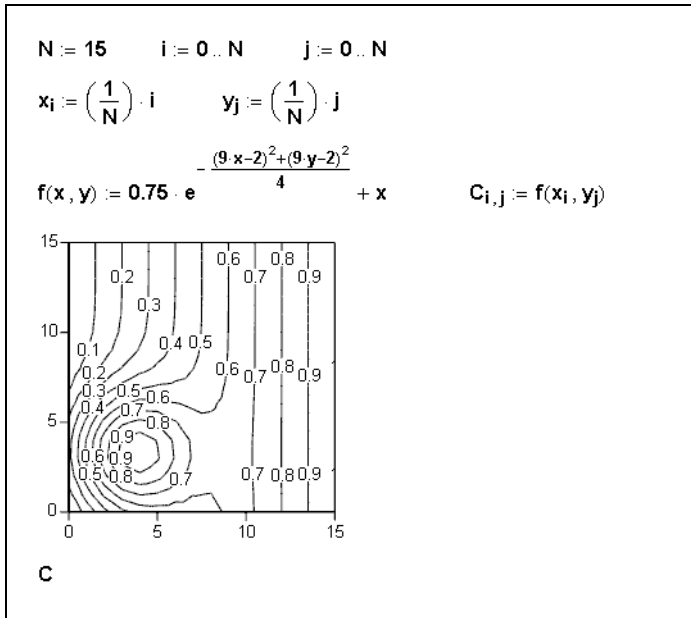 N := 15 i := 0 .. N j := 0 .. N
x_i := (1/N) · i y_j := (1/N) · j
f(x , y) := 0.75 · e^(-((9·x-2)^2+(9·y-2)^2)/4) + x C_i,j := f(x_i , y_j)
15
0.6 0.8
0.2 0.7 0.9
0.3
10
0.1 0.4 0.5
0.2 0.6 0.7 0.8 0.9
0.3 0.5 0.6
0.4 0.7
5 0.8
0.9
0.6 0.9
0.5 0.8 0.7 0.7 0.8 0.9
0
0 5 10 15
C